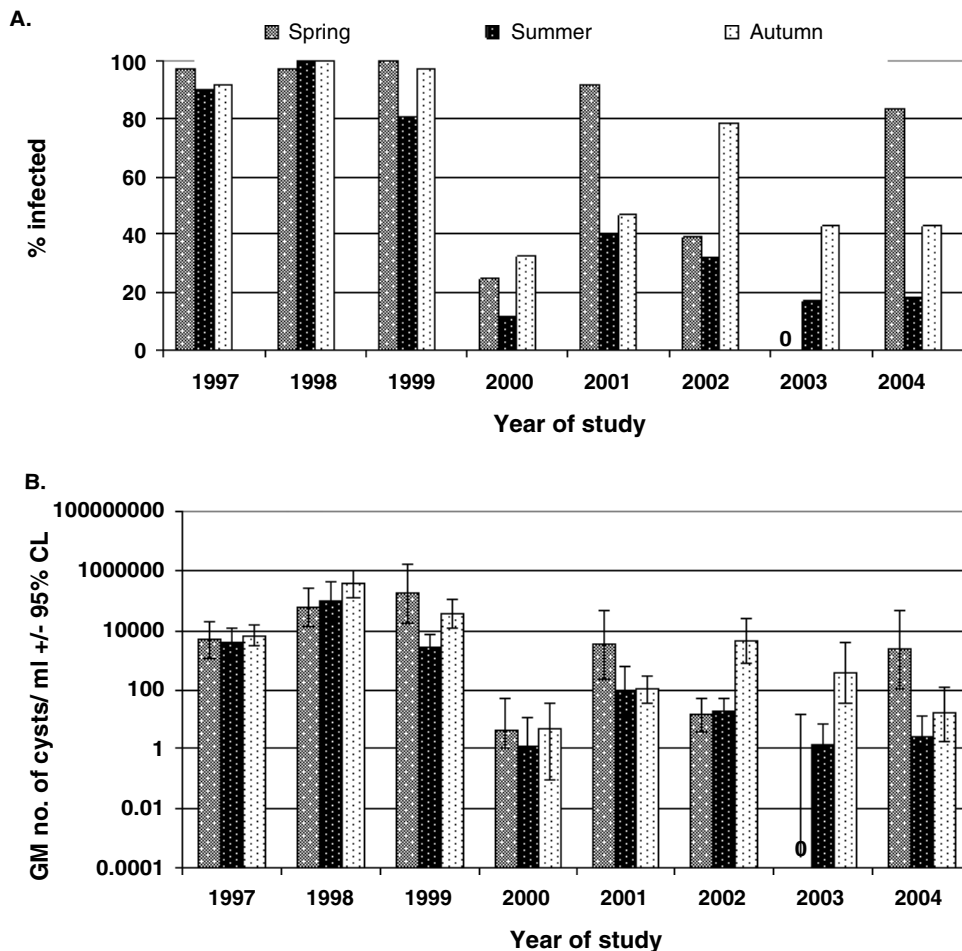 A.
Spring Summer Autumn
100
80
60
40
20
0
% infected
0
1997 1998 1999 2000 2001 2002 2003 2004
Year of study
B.
100000000
1000000
10000
100
1
0.01
0.0001
GM no. of cysts/ ml +/- 95% CL
0
1997 1998 1999 2000 2001 2002 2003 2004
Year of study